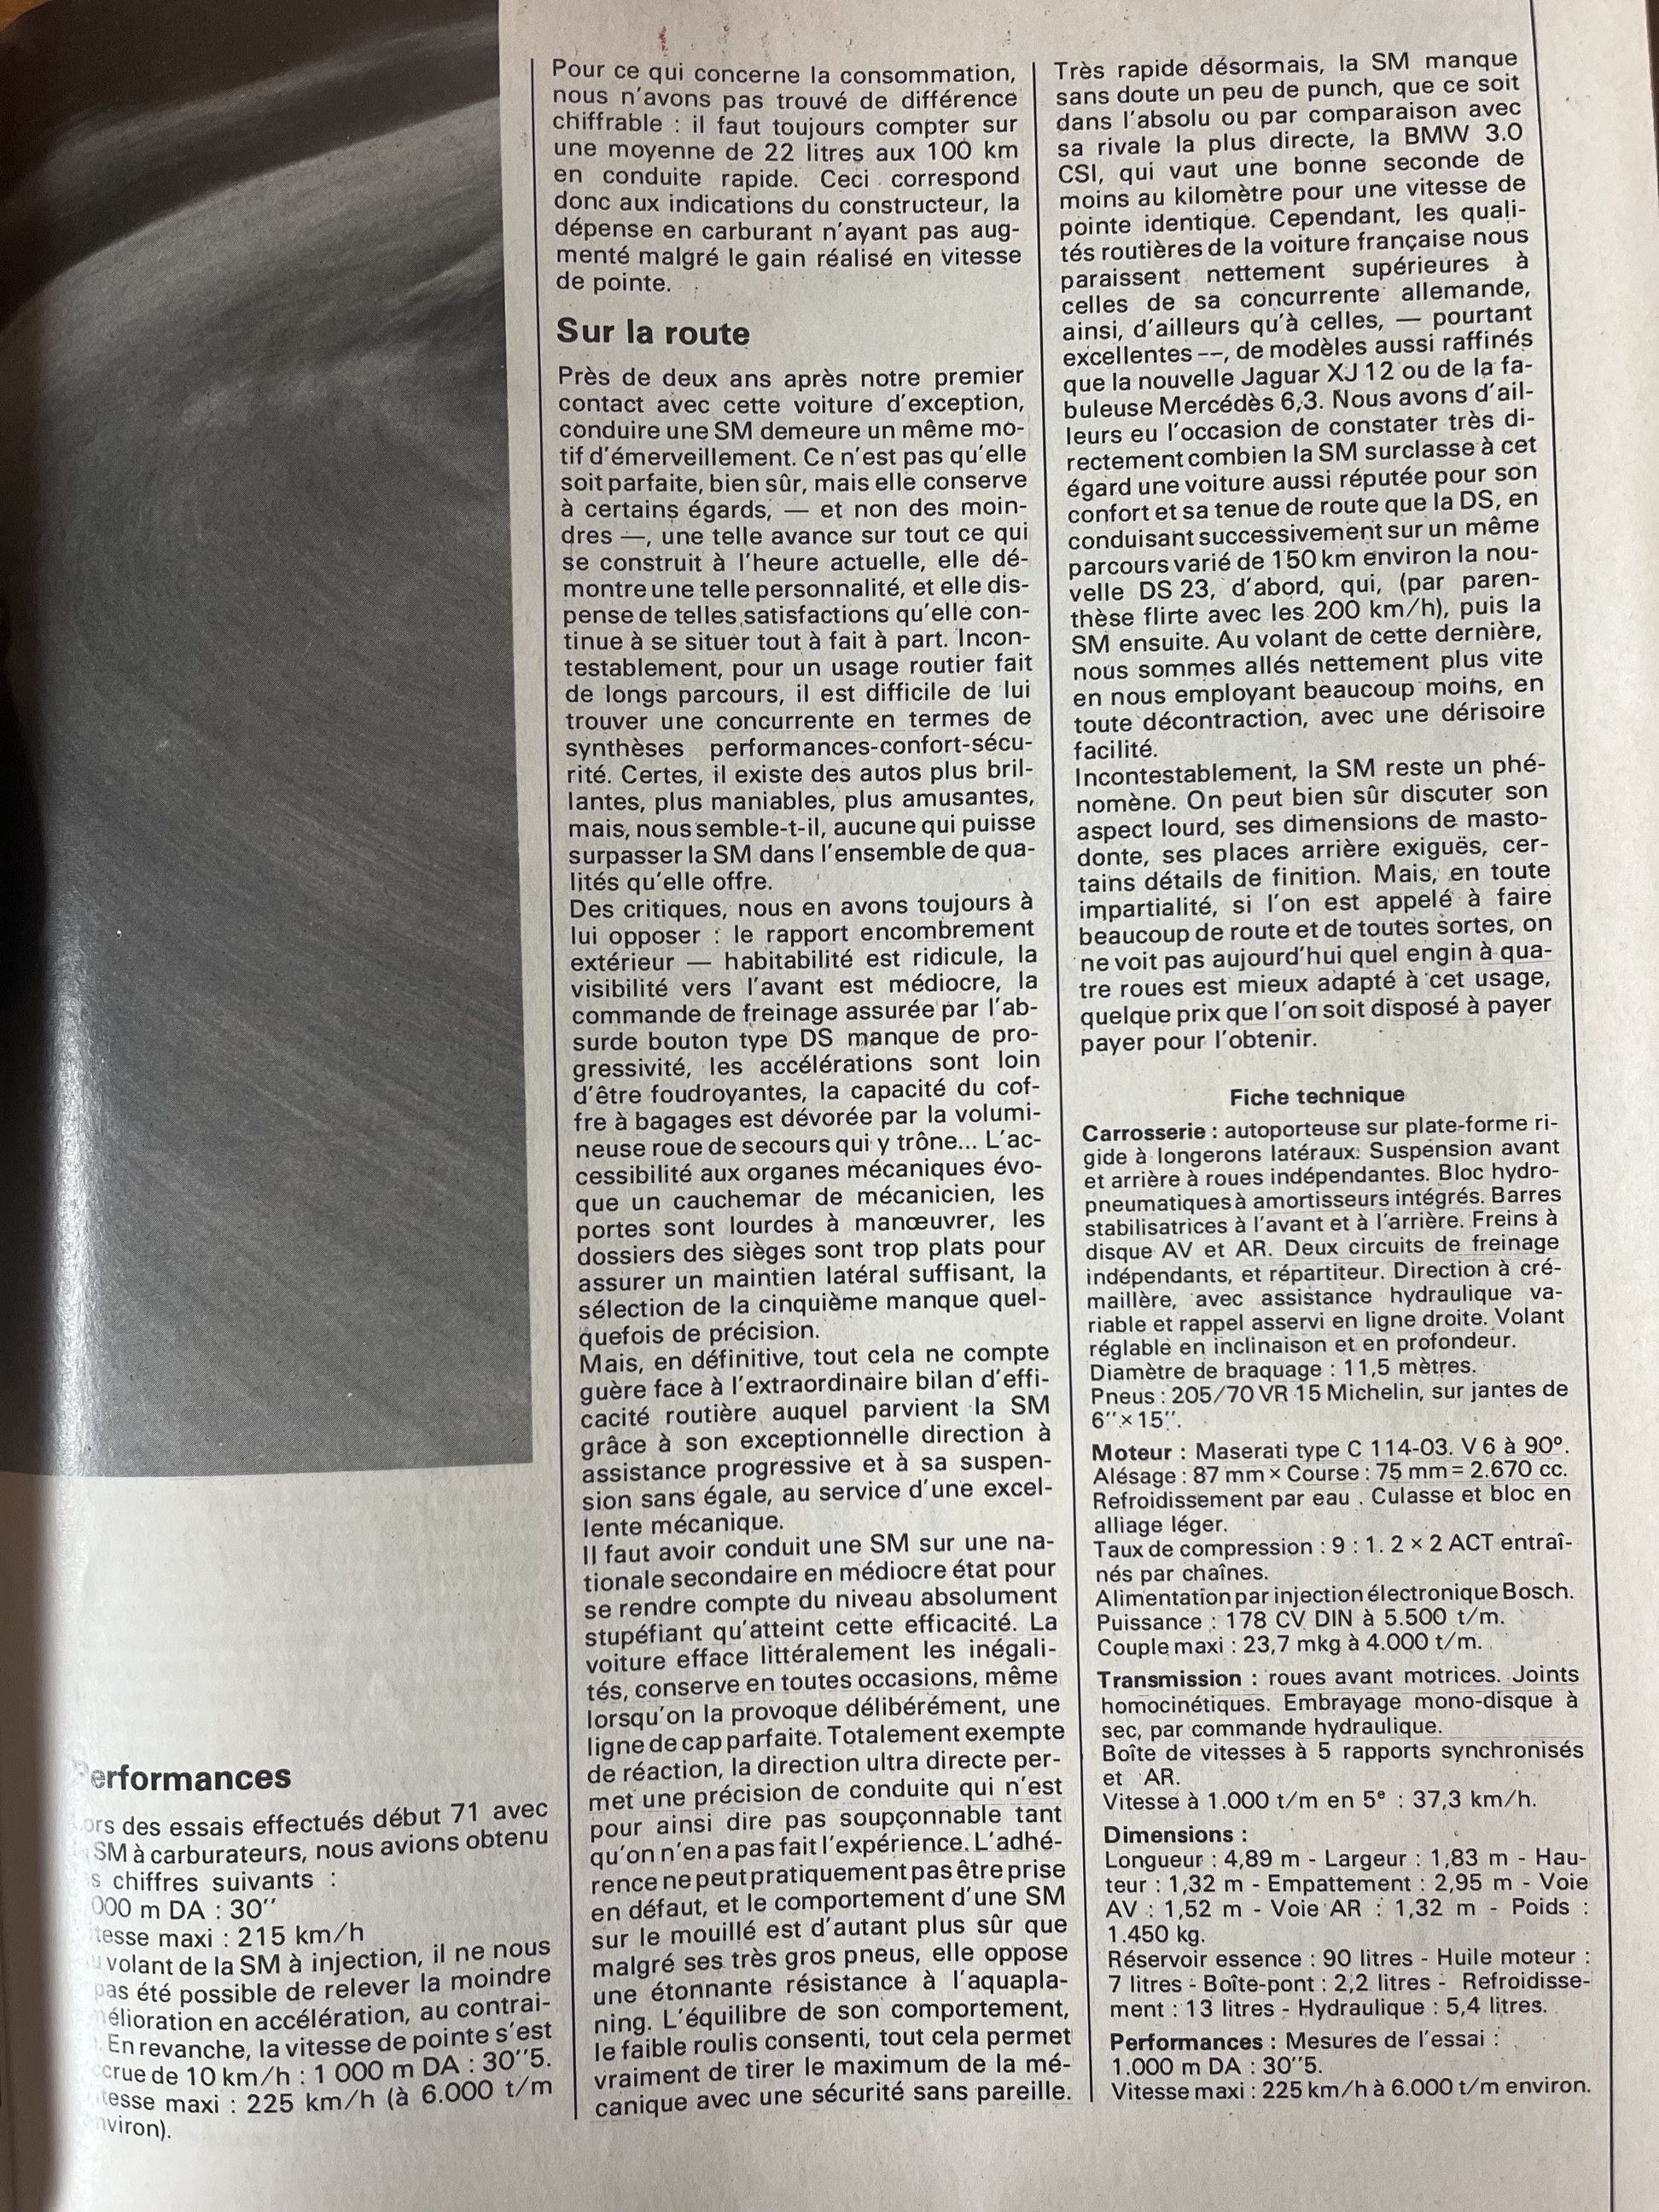 erformances
ors des essais effectués début 71 avec
SM à carburateurs, nous avions obtenu
s chiffres suivants :
000 m DA : 30''
tesse maxi : 215 km/h
volant de la SM à injection, il ne nous
pas été possible de relever la moindre
élioration en accélération, au contrai-
. En revanche, la vitesse de pointe s'est
crue de 10 km/h : 1 000 m DA : 30''5.
tesse maxi : 225 km/h (à 6.000 t/m
nviron).
Pour ce qui concerne la consommation,
nous n'avons pas trouvé de différence
chiffrable : il faut toujours compter sur
une moyenne de 22 litres aux 100 km
en conduite rapide. Ceci correspond
donc aux indications du constructeur, la
dépense en carburant n'ayant pas aug-
menté malgré le gain réalisé en vitesse
de pointe.
Sur la route
Près de deux ans après notre premier
contact avec cette voiture d'exception,
conduire une SM demeure un même mo-
tif d'émerveillement. Ce n'est pas qu'elle
soit parfaite, bien sûr, mais elle conserve
à certains égards, — et non des moin-
dres —, une telle avance sur tout ce qui
se construit à l'heure actuelle, elle dé-
montre une telle personnalité, et elle dis-
pense de telles satisfactions qu'elle con-
tinue à se situer tout à fait à part. Incon-
testablement, pour un usage routier fait
de longs parcours, il est difficile de lui
trouver une concurrente en termes de
synthèses performances-confort-sécu-
rité. Certes, il existe des autos plus bril-
lantes, plus maniables, plus amusantes,
mais, nous semble-t-il, aucune qui puisse
surpasser la SM dans l'ensemble de qua-
lités qu'elle offre.
Des critiques, nous en avons toujours à
lui opposer : le rapport encombrement
extérieur — habitabilité est ridicule, la
visibilité vers l'avant est médiocre, la
commande de freinage assurée par l'ab-
surde bouton type DS manque de pro-
gressivité, les accélérations sont loin
d'être foudroyantes, la capacité du cof-
fre à bagages est dévorée par la volumi-
neuse roue de secours qui y trône... L'ac-
cessibilité aux organes mécaniques évo-
que un cauchemar de mécanicien, les
portes sont lourdes à manœuvrer, les
dossiers des sièges sont trop plats pour
assurer un maintien latéral suffisant, la
sélection de la cinquième manque quel-
quefois de précision.
Mais, en définitive, tout cela ne compte
guère face à l'extraordinaire bilan d'effi-
cacité routière auquel parvient la SM
grâce à son exceptionnelle direction à
assistance progressive et à sa suspen-
sion sans égale, au service d'une excel-
lente mécanique.
Il faut avoir conduit une SM sur une na-
tionale secondaire en médiocre état pour
se rendre compte du niveau absolument
stupéfiant qu'atteint cette efficacité. La
voiture efface littéralement les inégali-
tés, conserve en toutes occasions, même
lorsqu'on la provoque délibérément, une
ligne de cap parfaite. Totalement exempte
de réaction, la direction ultra directe per-
met une précision de conduite qui n'est
pour ainsi dire pas soupçonnable tant
qu'on n'en a pas fait l'expérience. L'adhé-
rence ne peut pratiquement pas être prise
en défaut, et le comportement d'une SM
sur le mouillé est d'autant plus sûr que
malgré ses très gros pneus, elle oppose
une étonnante résistance à l'aquapla-
ning. L'équilibre de son comportement,
le faible roulis consenti, tout cela permet
vraiment de tirer le maximum de la mé-
canique avec une sécurité sans pareille.
Très rapide désormais, la SM manque
sans doute un peu de punch, que ce soit
dans l'absolu ou par comparaison avec
sa rivale la plus directe, la BMW 3.0
CSI, qui vaut une bonne seconde de
moins au kilomètre pour une vitesse de
pointe identique. Cependant, les quali-
tés routières de la voiture française nous
paraissent nettement supérieures à
celles de sa concurrente allemande,
ainsi, d'ailleurs qu'à celles, — pourtant
excellentes —-, de modèles aussi raffinés
que la nouvelle Jaguar XJ 12 ou de la fa-
buleuse Mercédès 6,3. Nous avons d'ail-
leurs eu l'occasion de constater très di-
rectement combien la SM surclasse à cet
égard une voiture aussi réputée pour son
confort et sa tenue de route que la DS, en
conduisant successivement sur un même
parcours varié de 150 km environ la nou-
velle DS 23, d'abord, qui, (par paren-
thèse flirte avec les 200 km/h), puis la
SM ensuite. Au volant de cette dernière,
nous sommes allés nettement plus vite
en nous employant beaucoup moins, en
toute décontraction, avec une dérisoire
facilité.
Incontestablement, la SM reste un phé-
nomène. On peut bien sûr discuter son
aspect lourd, ses dimensions de masto-
donte, ses places arrière exiguës, cer-
tains détails de finition. Mais, en toute
impartialité, si l'on est appelé à faire
beaucoup de route et de toutes sortes, on
ne voit pas aujourd'hui quel engin à qua-
tre roues est mieux adapté à cet usage,
quelque prix que l'on soit disposé à payer
payer pour l'obtenir.
Fiche technique
Carrosserie : autoporteuse sur plate-forme ri-
gide à longerons latéraux. Suspension avant
et arrière à roues indépendantes. Bloc hydro-
pneumatiques à amortisseurs intégrés. Barres
stabilisatrices à l'avant et à l'arrière. Freins à
disque AV et AR. Deux circuits de freinage
indépendants, et répartiteur. Direction à cré-
maillère, avec assistance hydraulique va-
riable et rappel asservi en ligne droite. Volant
réglable en inclinaison et en profondeur.
Diamètre de braquage : 11,5 mètres.
Pneus : 205/70 VR 15 Michelin, sur jantes de
6'' × 15''.
Moteur : Maserati type C 114-03. V 6 à 90º.
Alésage : 87 mm × Course : 75 mm = 2.670 cc.
Refroidissement par eau . Culasse et bloc en
alliage léger.
Taux de compression : 9 : 1. 2 × 2 ACT entraî-
nés par chaînes.
Alimentation par injection électronique Bosch.
Puissance : 178 CV DIN à 5.500 t/m.
Couple maxi : 23,7 mkg à 4.000 t/m.
Transmission : roues avant motrices. Joints
homocinétiques. Embrayage mono-disque à
sec, par commande hydraulique.
Boîte de vitesses à 5 rapports synchronisés
et AR.
Vitesse à 1.000 t/m en 5e : 37,3 km/h.
Dimensions :
Longueur : 4,89 m - Largeur : 1,83 m - Hau-
teur : 1,32 m - Empattement : 2,95 m - Voie
AV : 1,52 m - Voie AR : 1,32 m - Poids :
1.450 kg.
Réservoir essence : 90 litres - Huile moteur :
7 litres - Boîte-pont : 2,2 litres - Refroidisse-
ment : 13 litres - Hydraulique : 5,4 litres.
Performances : Mesures de l'essai :
1.000 m DA : 30''5.
Vitesse maxi : 225 km/h à 6.000 t/m environ.